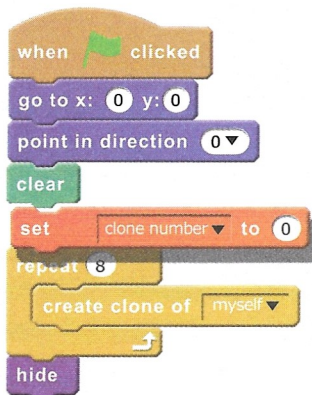 when clicked
go to x: 0 y: 0
point in direction 0
clear
set clone number to 0
repeat 8
create clone of myself
hide